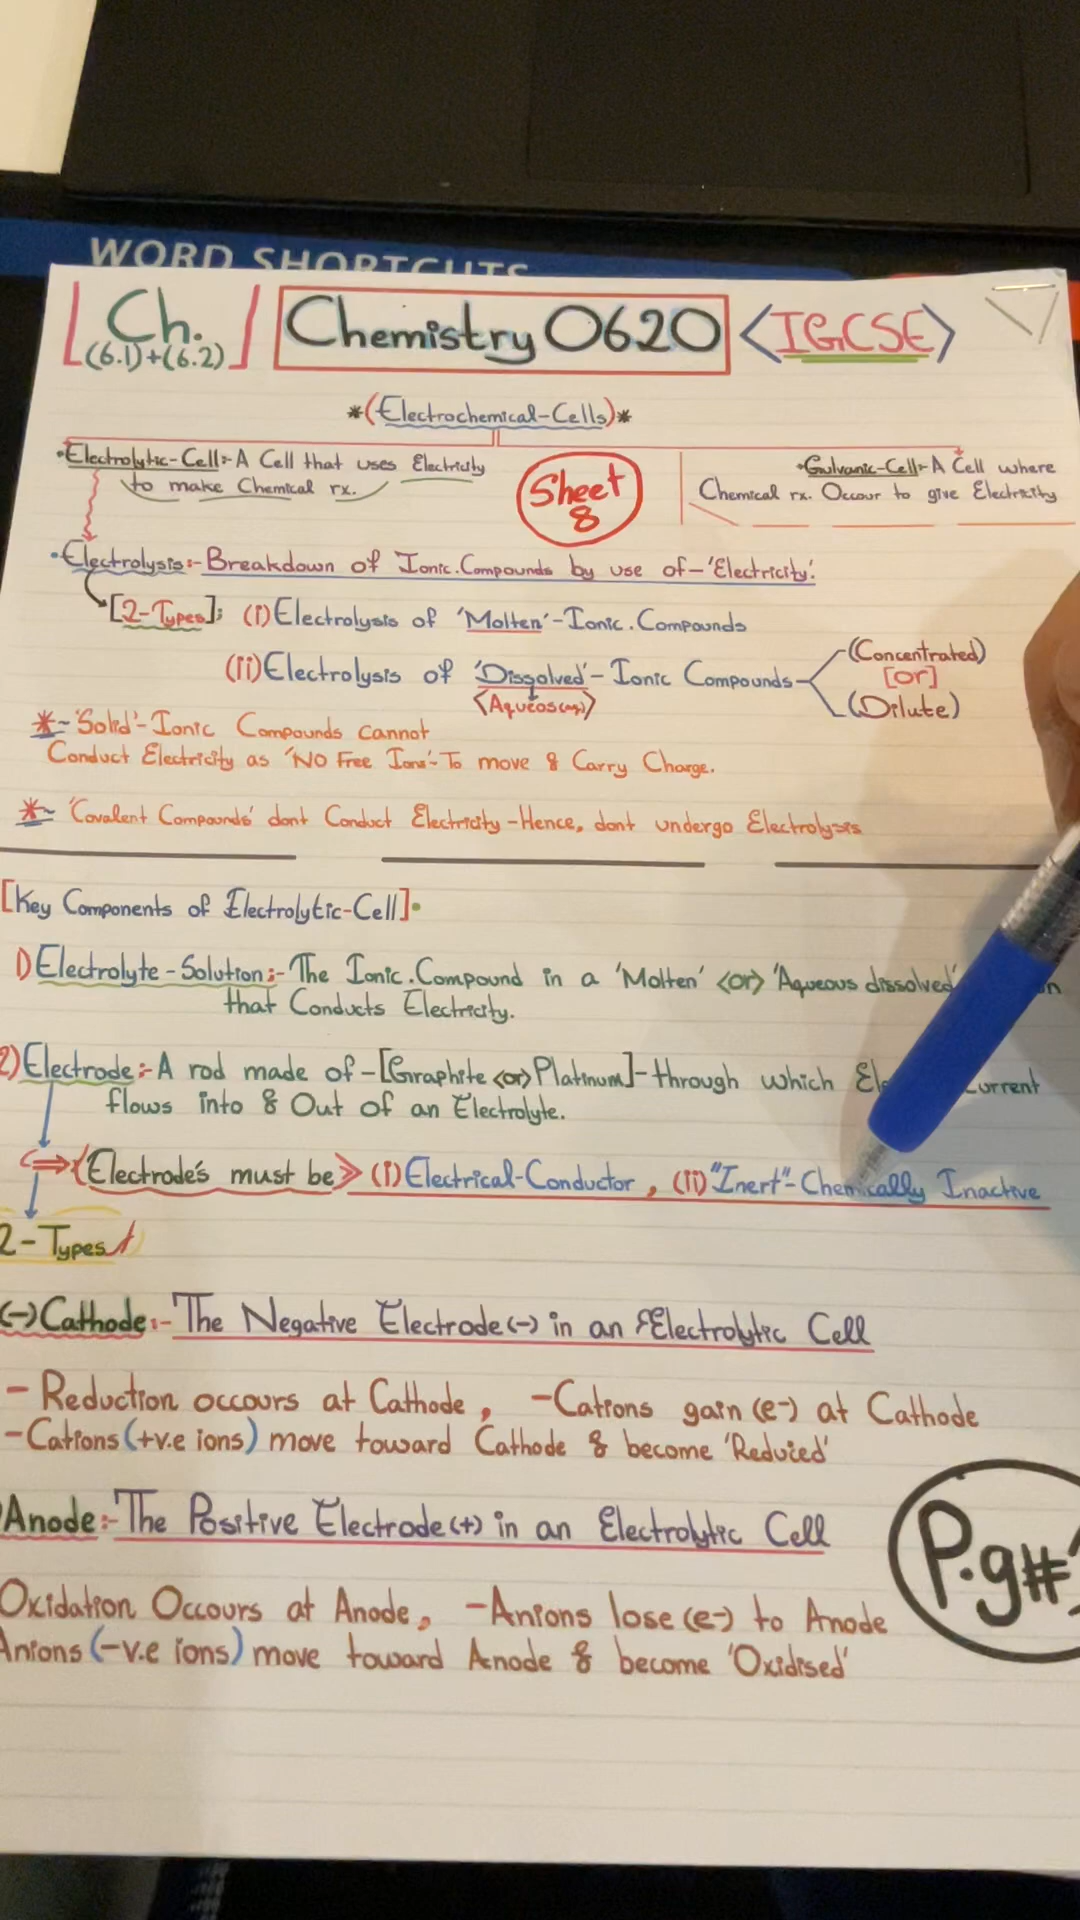 WORD SHORTCUTS
[Ch. (6.1)+(6.2)] Chemistry 0620 <IGCSE>
*(Electrochemical-Cells)*
•Electrolytic-Cell:-A Cell that uses Electricity
to make Chemical rx.
Sheet
8
•Galvanic-Cell-A Cell where
Chemical rx. Occour to give Electricity
•Electrolysis:-Breakdown of Ionic.Compounds by use of-'Electricity'.
[2-Types]; (i)Electrolysis of 'Molten'-Ionic.Compounds
(ii)Electrolysis of 'Dissolved'-Ionic Compounds
<Aqueos(aq)>
(Concentrated)
[or]
(Dilute)
*~'Solid'-Ionic Compounds cannot
Conduct Electricity as 'NO Free Ions'-To move & Carry Charge.
*~ 'Covalent Compounds' dont Conduct Electricity-Hence, dont undergo Electrolysis
[Key Components of Electrolytic-Cell]•
1)Electrolyte-Solution:-The Ionic.Compound in a 'Molten' <or> 'Aqueous dissolved'
that Conducts Electricity.
2)Electrode:-A rod made of-[Graphite <or> Platinum]-through which Current
flows into & Out of an Electrolyte.
(Electrode's must be>> (i)Electrical-Conductor, (ii)"Inert"-Chemically Inactive
2-Types
(-)Cathode:-The Negative Electrode(-) in an Electrolytic Cell
- Reduction occours at Cathode, -Cations gain (e-) at Cathode
-Cations(+v.e ions) move toward Cathode & become 'Reduced'
Anode:-The Positive Electrode(+) in an Electrolytic Cell
Oxidation Occours at Anode, -Anions lose (e-) to Anode
Anions(-v.e ions) move toward Anode & become 'Oxidised'
P.g#